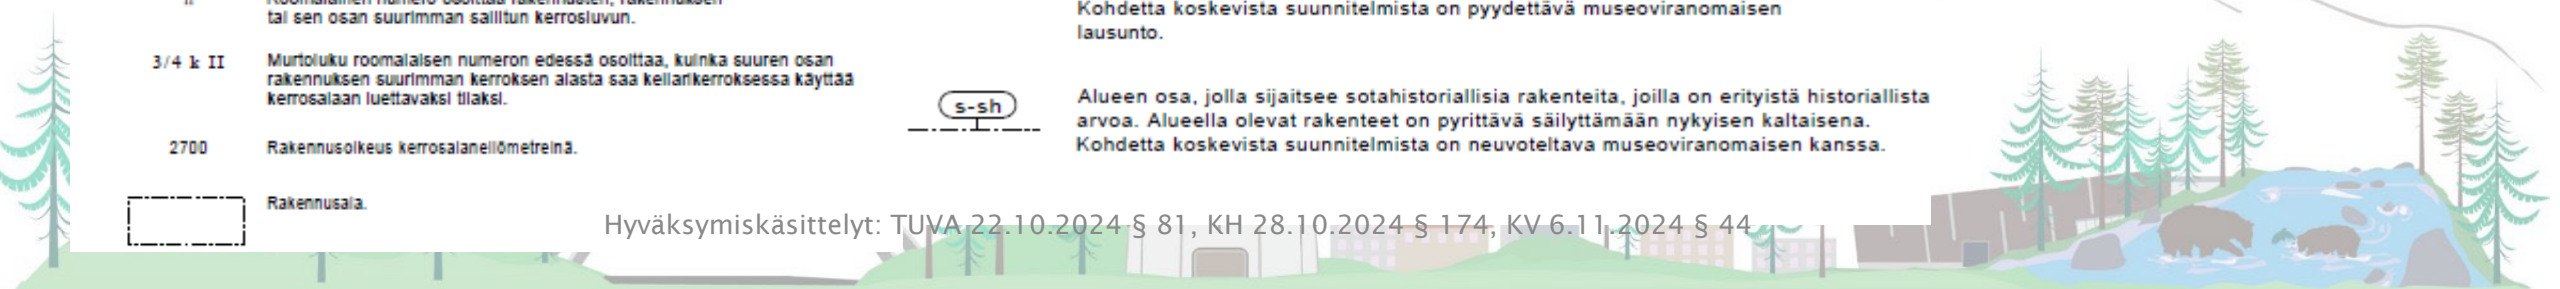 tai sen osan suurimman sallitun kerrosluvun.
3/4 k II
Murtoluku roomalaisen numeron edessä osoittaa, kuinka suuren osan
rakennuksen suurimman kerroksen alasta saa kellarikerroksessa käyttää
kerrosalaan luettavaksi tilaksi.
2700
Rakennusoikeus kerrosalaneliömetreinä.
Rakennusala.
Kohdetta koskevista suunnitelmista on pyydettävä museoviranomaisen
lausunto.
s-sh
Alueen osa, jolla sijaitsee sotahistoriallisia rakenteita, joilla on erityistä historiallista
arvoa. Alueella olevat rakenteet on pyrittävä säilyttämään nykyisen kaltaisena.
Kohdetta koskevista suunnitelmista on neuvoteltava museoviranomaisen kanssa.
Hyväksymiskäsittelyt: TUVA 22.10.2024 § 81, KH 28.10.2024 § 174, KV 6.11.2024 § 44